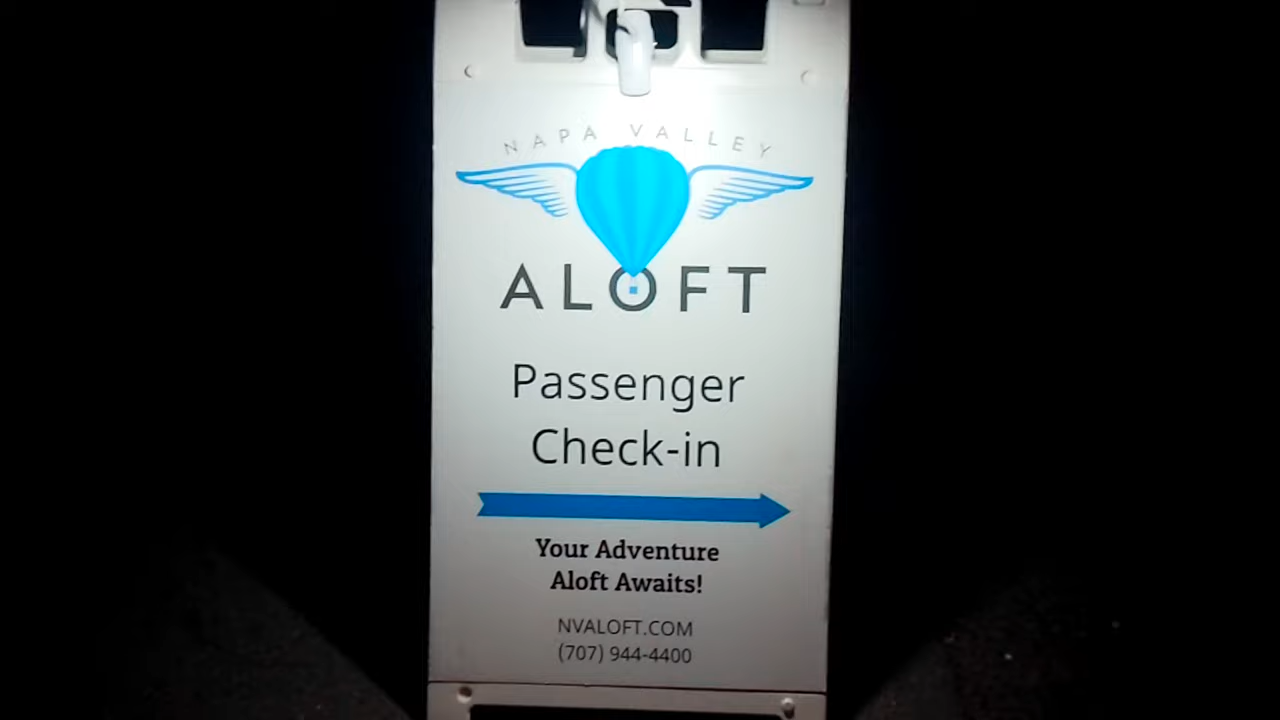 NAPA VALLEY
ALOFT
Passenger
Check-in
Your Adventure
Aloft Awaits!
NVALOFT.COM
(707) 944-4400